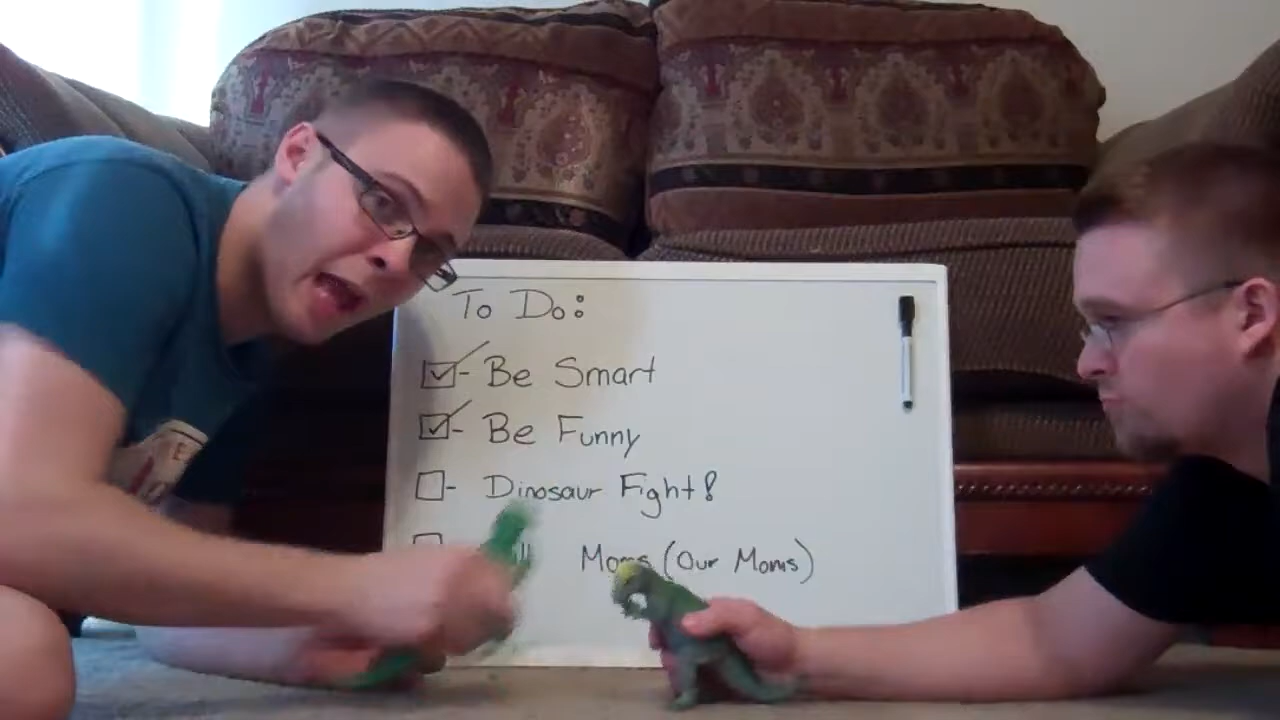 To Do:
- Be Smart
- Be Funny
- Dinosaur Fight!
Moms (Our Moms)